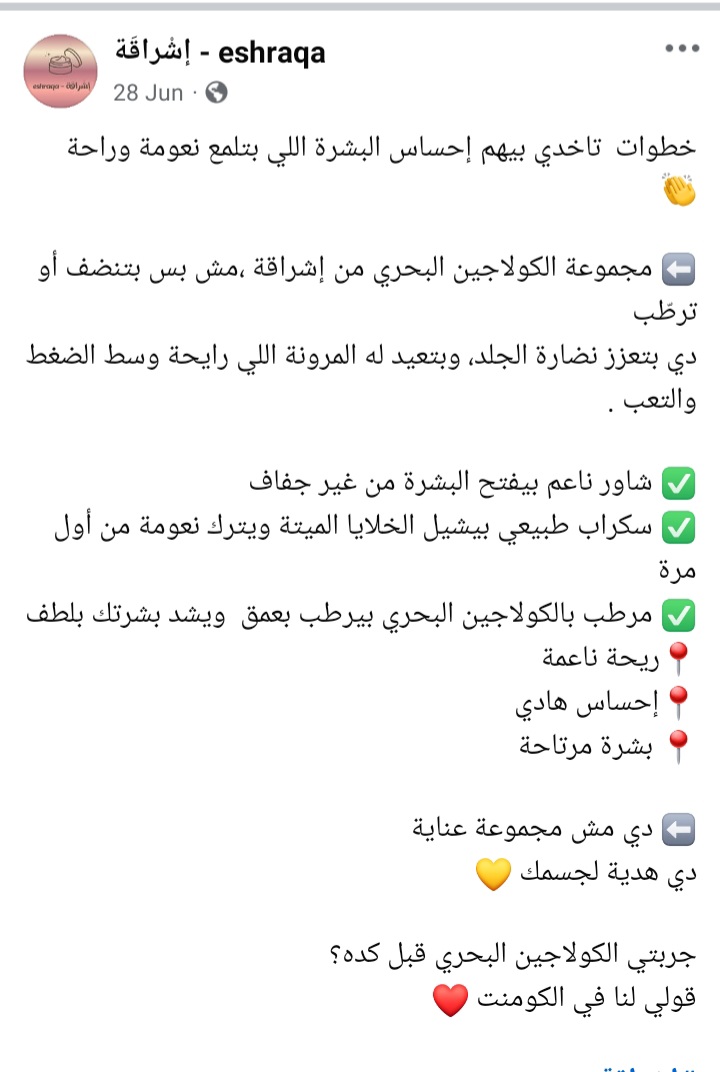 إشْراقَة - eshraqa
28 Jun ·
خطوات تاخدي بيهم إحساس البشرة اللي بتلمع نعومة وراحة
👏
⬅️ مجموعة الكولاجين البحري من إشراقة ،مش بس بتنضف أو
ترطّب
دي بتعزز نضارة الجلد، وبتعيد له المرونة اللي رايحة وسط الضغط
والتعب .
✅ شاور ناعم بيفتح البشرة من غير جفاف
✅ سكراب طبيعي بيشيل الخلايا الميتة ويترك نعومة من أول
مرة
✅ مرطب بالكولاجين البحري بيرطب بعمق ويشد بشرتك بلطف
📍 ريحة ناعمة
📍 إحساس هادي
📍 بشرة مرتاحة
⬅️ دي مش مجموعة عناية
دي هدية لجسمك 💛
جربتي الكولاجين البحري قبل كده؟
قولي لنا في الكومنت ❤️